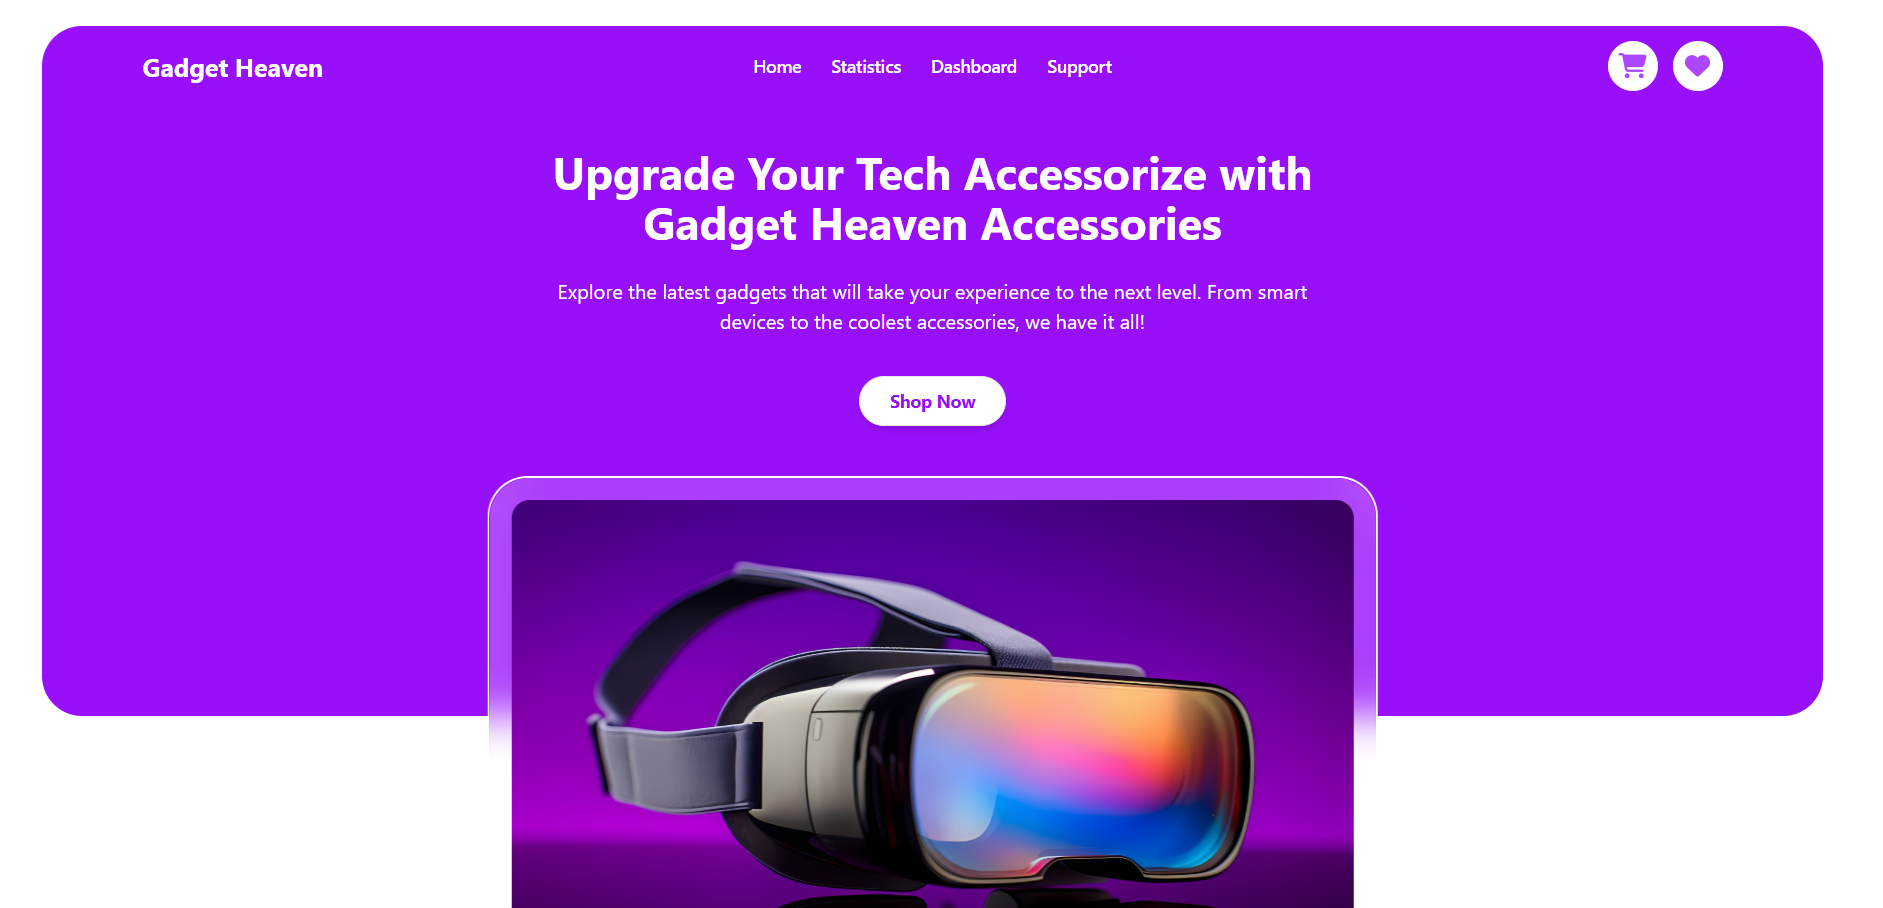 Gadget Heaven
Home Statistics Dashboard Support
Upgrade Your Tech Accessorize with
Gadget Heaven Accessories
Explore the latest gadgets that will take your experience to the next level. From smart
devices to the coolest accessories, we have it all!
Shop Now